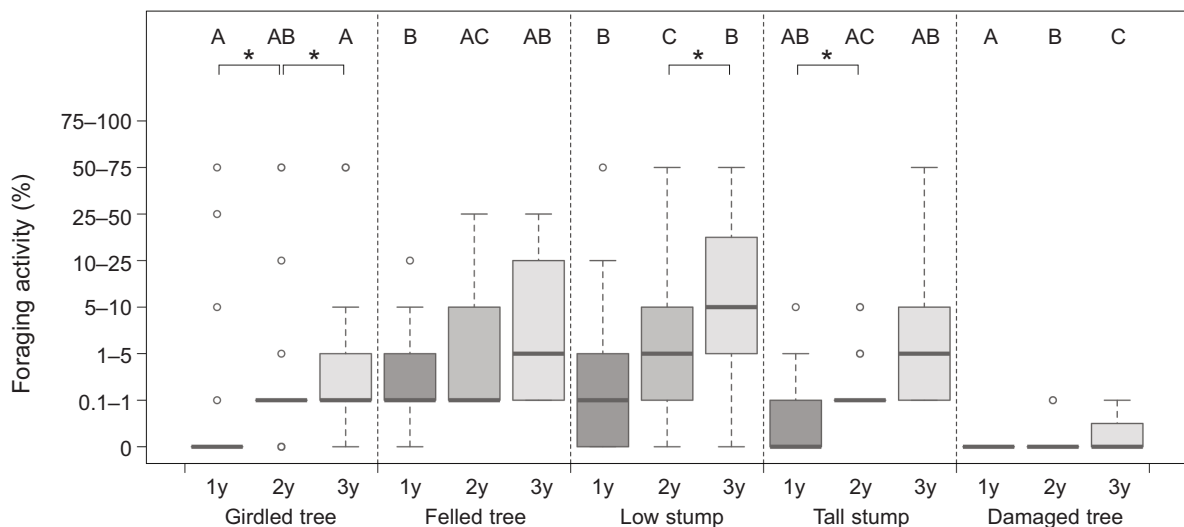 A AB A B AC AB B C B AB AC AB A B C
* * * *
75–100
50–75
25–50
10–25
5–10
1–5
0.1–1
0
Foraging activity (%)
1y 2y 3y 1y 2y 3y 1y 2y 3y 1y 2y 3y 1y 2y 3y
Girdled tree Felled tree Low stump Tall stump Damaged tree